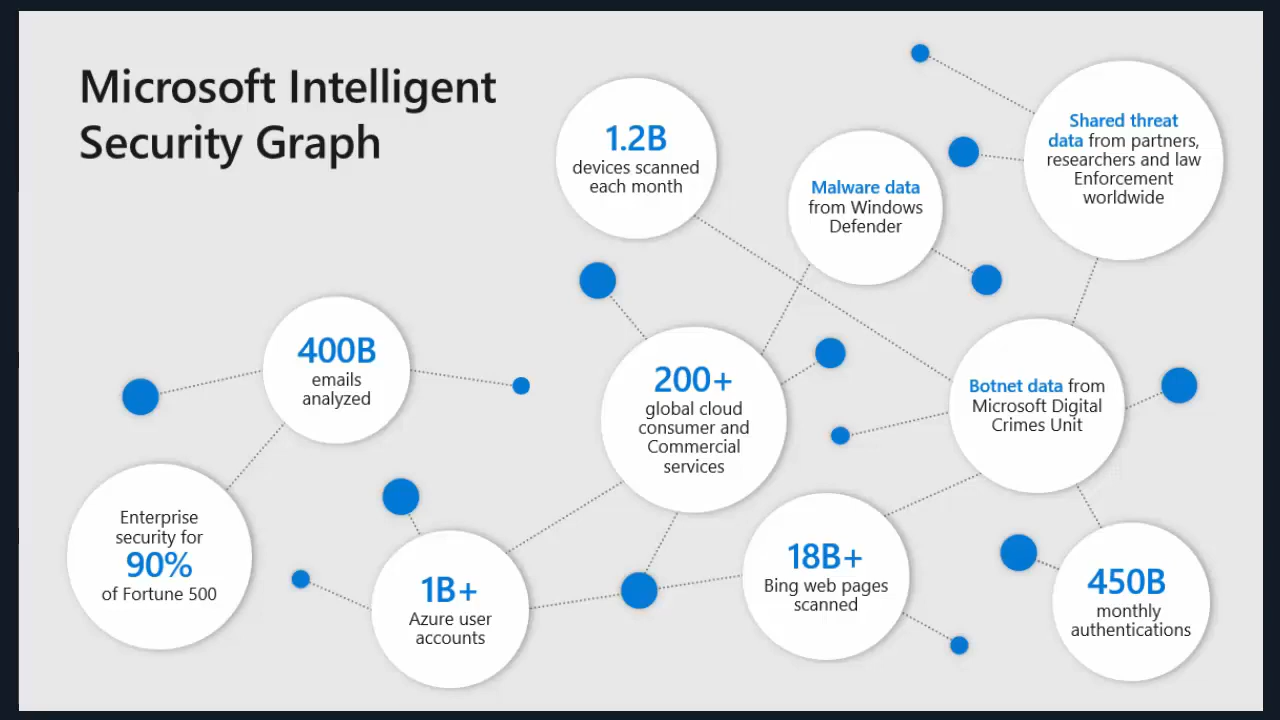 Microsoft Intelligent
Security Graph
1.2B
devices scanned
each month
Malware data
from Windows
Defender
Shared threat
data from partners,
researchers and law
Enforcement
worldwide
400B
emails
analyzed
200+
global cloud
consumer and
Commercial
services
Botnet data from
Microsoft Digital
Crimes Unit
Enterprise
security for
90%
of Fortune 500
1B+
Azure user
accounts
18B+
Bing web pages
scanned
450B
monthly
authentications